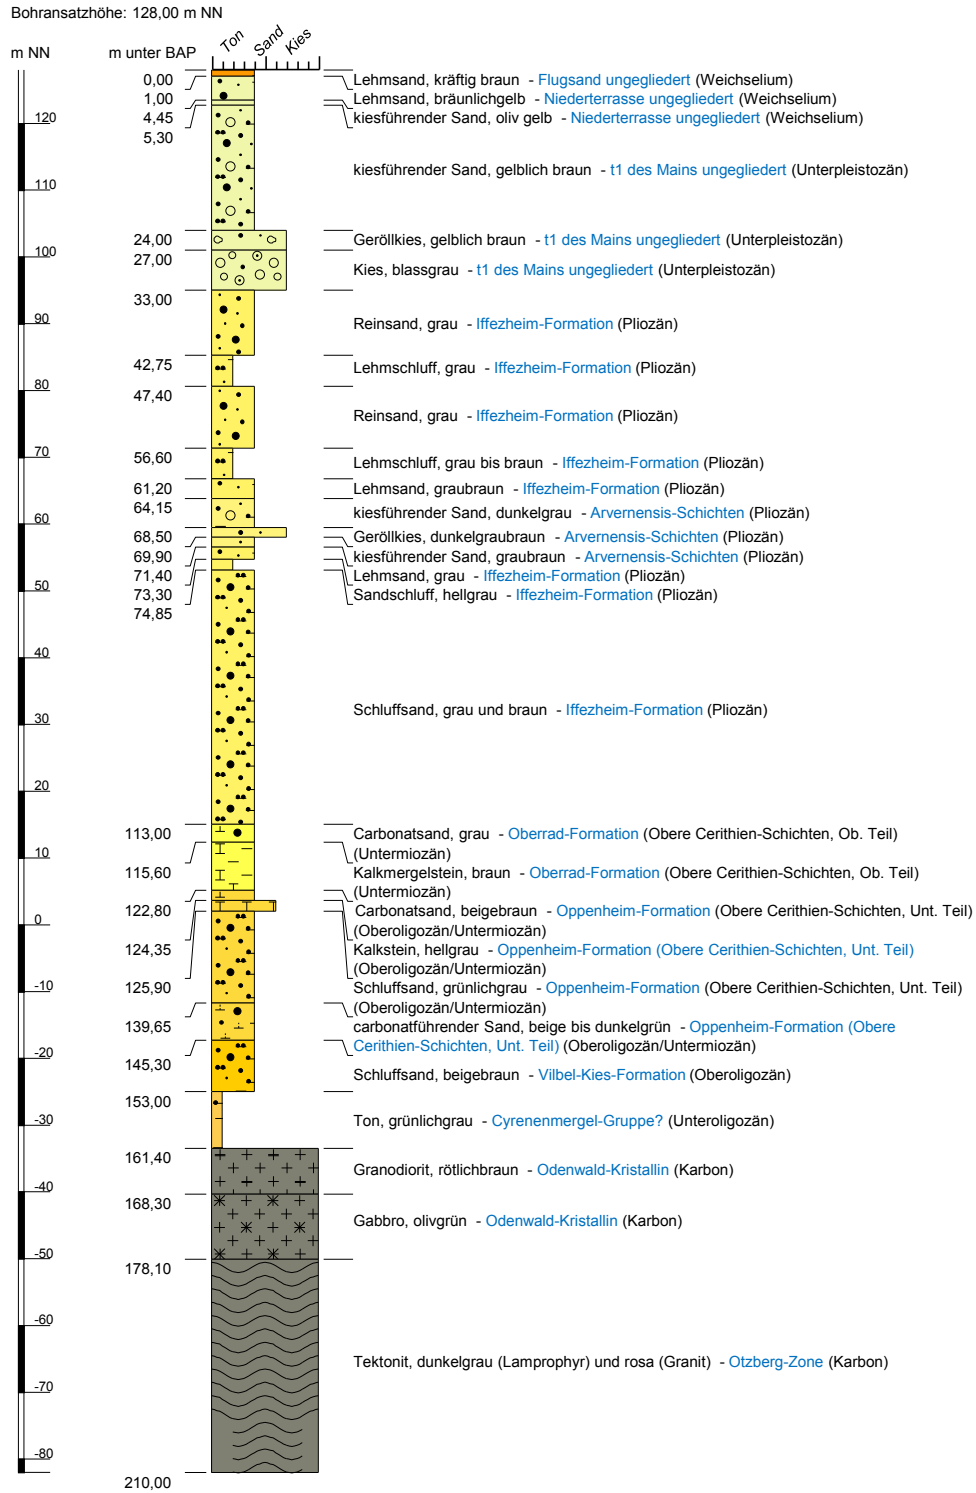 Bohransatzhöhe: 128,00 m NN
m NN
m unter BAP
Ton
Sand
Kies
0,00
Lehmsand, kräftig braun - Flugsand ungegliedert (Weichselium)
1,00
Lehmsand, bräunlichgelb - Niederterrasse ungegliedert (Weichselium)
4,45
kiesführender Sand, oliv gelb - Niederterrasse ungegliedert (Weichselium)
120
5,30
kiesführender Sand, gelblich braun - t1 des Mains ungegliedert (Unterpleistozän)
110
24,00
Geröllkies, gelblich braun - t1 des Mains ungegliedert (Unterpleistozän)
100
27,00
Kies, blassgrau - t1 des Mains ungegliedert (Unterpleistozän)
33,00
90
Reinsand, grau - Iffezheim-Formation (Pliozän)
42,75
Lehmschluff, grau - Iffezheim-Formation (Pliozän)
80
47,40
Reinsand, grau - Iffezheim-Formation (Pliozän)
70
56,60
Lehmschluff, grau bis braun - Iffezheim-Formation (Pliozän)
61,20
Lehmsand, graubraun - Iffezheim-Formation (Pliozän)
64,15
kiesführender Sand, dunkelgrau - Arvernensis-Schichten (Pliozän)
60
68,50
Geröllkies, dunkelgraubraun - Arvernensis-Schichten (Pliozän)
69,90
kiesführender Sand, graubraun - Arvernensis-Schichten (Pliozän)
71,40
Lehmsand, grau - Iffezheim-Formation (Pliozän)
50
73,30
Sandschluff, hellgrau - Iffezheim-Formation (Pliozän)
74,85
40
30
Schluffsand, grau und braun - Iffezheim-Formation (Pliozän)
20
113,00
Carbonatsand, grau - Oberrad-Formation (Obere Cerithien-Schichten, Ob. Teil)
(Untermiozän)
10
115,60
Kalkmergelstein, braun - Oberrad-Formation (Obere Cerithien-Schichten, Ob. Teil)
(Untermiozän)
122,80
Carbonatsand, beigebraun - Oppenheim-Formation (Obere Cerithien-Schichten, Unt. Teil)
(Oberoligozän/Untermiozän)
0
124,35
Kalkstein, hellgrau - Oppenheim-Formation (Obere Cerithien-Schichten, Unt. Teil)
(Oberoligozän/Untermiozän)
-10
125,90
Schluffsand, grünlichgrau - Oppenheim-Formation (Obere Cerithien-Schichten, Unt. Teil)
(Oberoligozän/Untermiozän)
139,65
carbonatführender Sand, beige bis dunkelgrün - Oppenheim-Formation (Obere
Cerithien-Schichten, Unt. Teil) (Oberoligozän/Untermiozän)
-20
145,30
Schluffsand, beigebraun - Vilbel-Kies-Formation (Oberoligozän)
153,00
-30
Ton, grünlichgrau - Cyrenenmergel-Gruppe? (Unteroligozän)
161,40
Granodiorit, rötlichbraun - Odenwald-Kristallin (Karbon)
-40
168,30
Gabbro, olivgrün - Odenwald-Kristallin (Karbon)
-50
178,10
-60
Tektonit, dunkelgrau (Lamprophyr) und rosa (Granit) - Otzberg-Zone (Karbon)
-70
-80
210,00